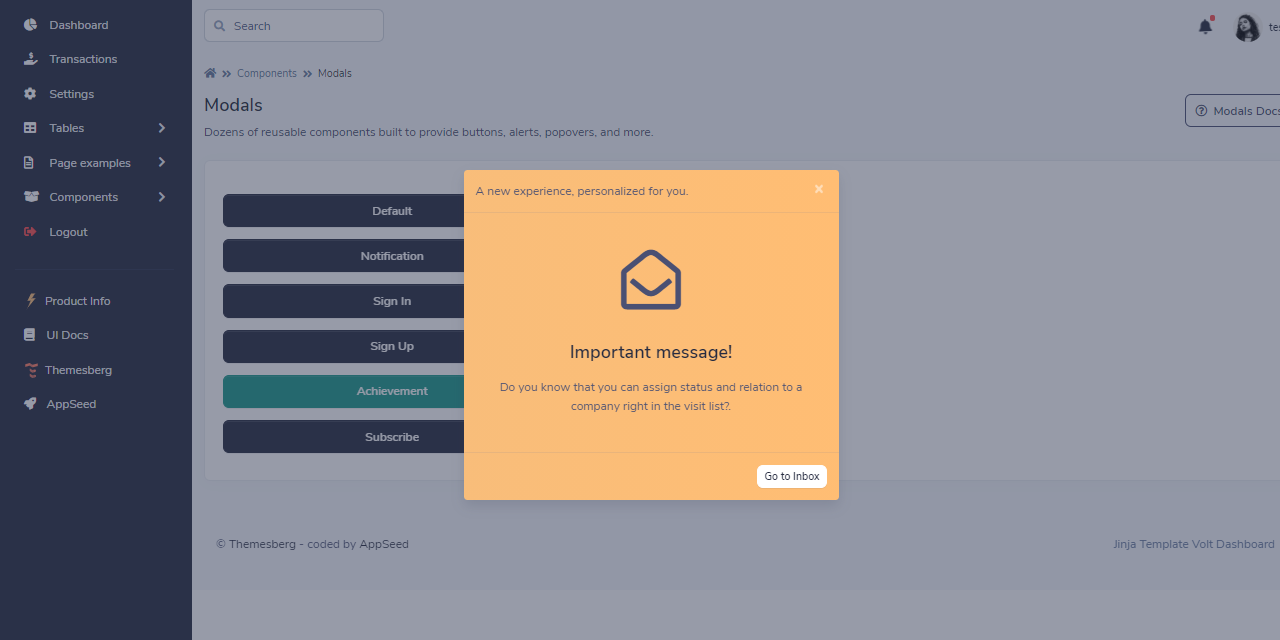 Dashboard
Transactions
Settings
Tables
Page examples
Components
Logout
Product Info
UI Docs
Themesberg
AppSeed
Search
Components
Modals
Modals
Dozens of reusable components built to provide buttons, alerts, popovers, and more.
Modals Docs
Default
Notification
Sign In
Sign Up
Achievement
Subscribe
A new experience, personalized for you.
×
Important message!
Do you know that you can assign status and relation to a
company right in the visit list?.
Go to Inbox
© Themesberg - coded by AppSeed
Jinja Template Volt Dashboard